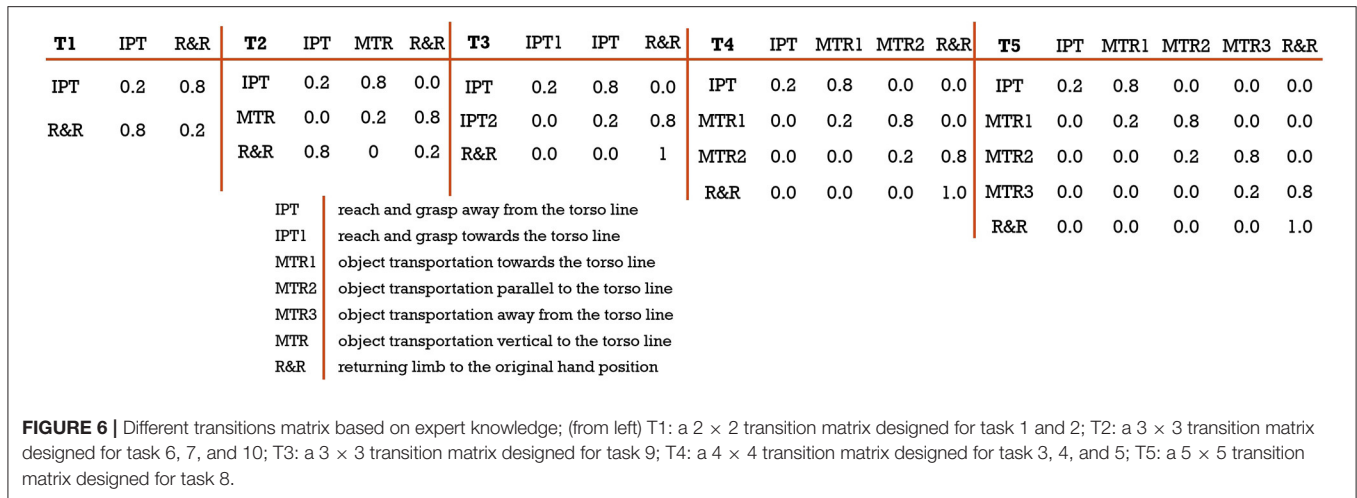 T1 IPT R&R
IPT 0.2 0.8
R&R 0.8 0.2
T2 IPT MTR R&R
IPT 0.2 0.8 0.0
MTR 0.0 0.2 0.8
R&R 0.8 0 0.2
T3 IPT1 IPT R&R
IPT 0.2 0.8 0.0
IPT2 0.0 0.2 0.8
R&R 0.0 0.0 1
T4 IPT MTR1 MTR2 R&R
IPT 0.2 0.8 0.0 0.0
MTR1 0.0 0.2 0.8 0.0
MTR2 0.0 0.0 0.2 0.8
R&R 0.0 0.0 0.0 1.0
T5 IPT MTR1 MTR2 MTR3 R&R
IPT 0.2 0.8 0.0 0.0 0.0
MTR1 0.0 0.2 0.8 0.0 0.0
MTR2 0.0 0.0 0.2 0.8 0.0
MTR3 0.0 0.0 0.0 0.2 0.8
R&R 0.0 0.0 0.0 0.0 1.0
IPT reach and grasp away from the torso line
IPT1 reach and grasp towards the torso line
MTR1 object transportation towards the torso line
MTR2 object transportation parallel to the torso line
MTR3 object transportation away from the torso line
MTR object transportation vertical to the torso line
R&R returning limb to the original hand position
FIGURE 6 | Different transitions matrix based on expert knowledge; (from left) T1: a 2 × 2 transition matrix designed for task 1 and 2; T2: a 3 × 3 transition matrix
designed for task 6, 7, and 10; T3: a 3 × 3 transition matrix designed for task 9; T4: a 4 × 4 transition matrix designed for task 3, 4, and 5; T5: a 5 × 5 transition
matrix designed for task 8.